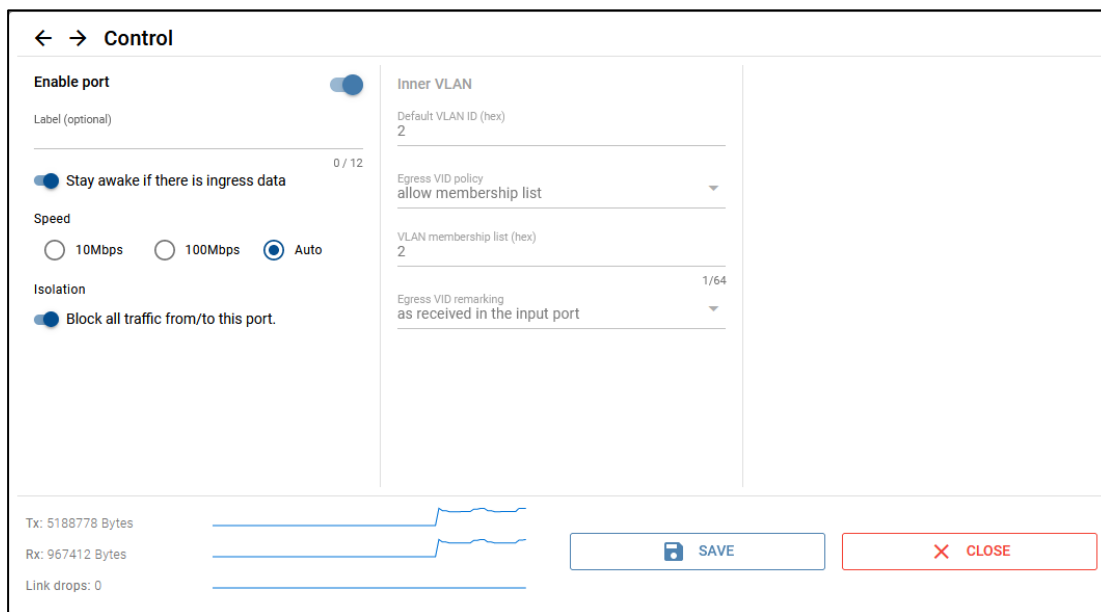 Control
Enable port
Label (optional)
0 / 12
Stay awake if there is ingress data
Speed
10Mbps
100Mbps
Auto
Isolation
Block all traffic from/to this port.
Inner VLAN
Default VLAN ID (hex)
2
Egress VID policy
allow membership list
VLAN membership list (hex)
2
1/64
Egress VID remarking
as received in the input port
Tx: 5188778 Bytes
Rx: 967412 Bytes
Link drops: 0
SAVE
CLOSE